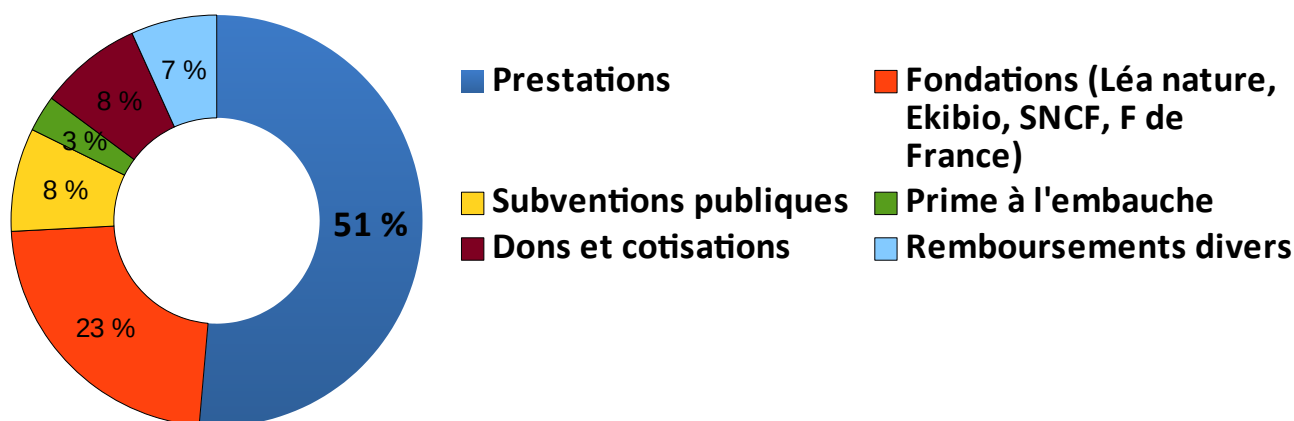 7 %
8 %
3 %
8 %
51 %
23 %
Prestations
Fondations (Léa nature,
Ekibio, SNCF, F de
France)
Subventions publiques
Prime à l'embauche
Dons et cotisations
Remboursements divers